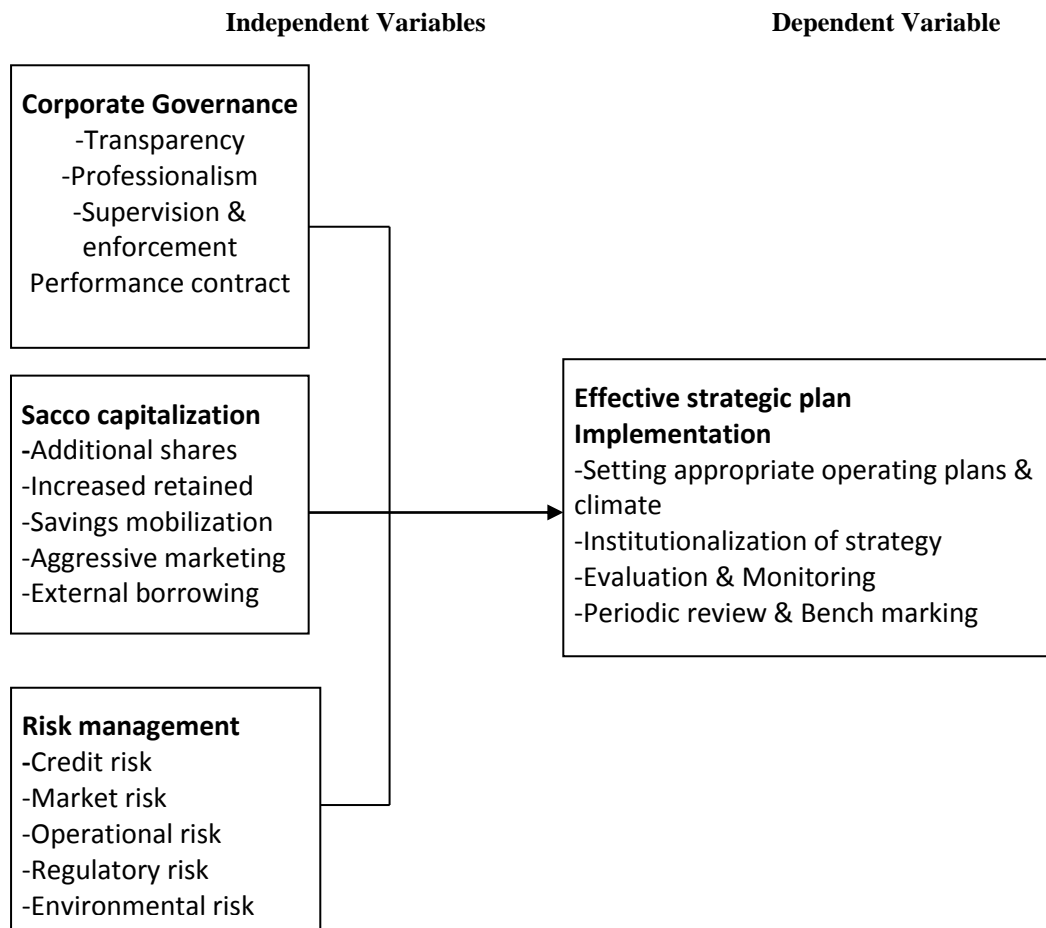 Independent Variables
Dependent Variable
Corporate Governance
-Transparency
-Professionalism
-Supervision &
enforcement
Performance contract
Sacco capitalization
-Additional shares
-Increased retained
-Savings mobilization
-Aggressive marketing
-External borrowing
Risk management
-Credit risk
-Market risk
-Operational risk
-Regulatory risk
-Environmental risk
Effective strategic plan
Implementation
-Setting appropriate operating plans &
climate
-Institutionalization of strategy
-Evaluation & Monitoring
-Periodic review & Bench marking